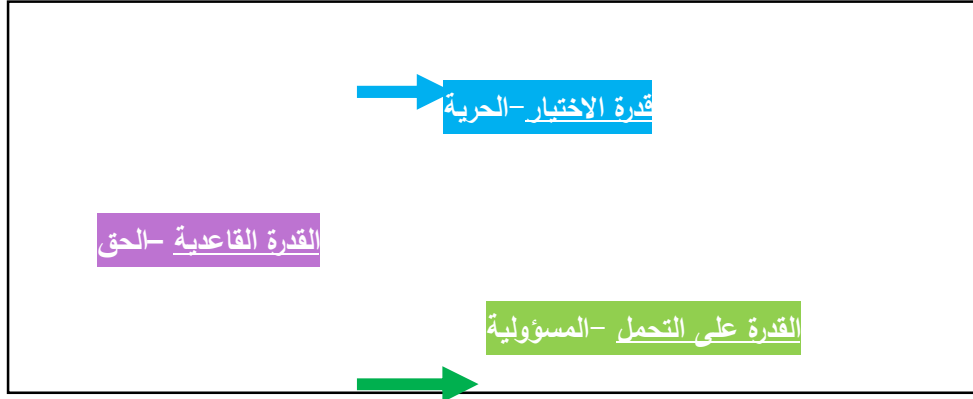 قدرة الاختيار-الحرية
القدرة القاعدية -الحق
القدرة على التحمل -المسؤولية